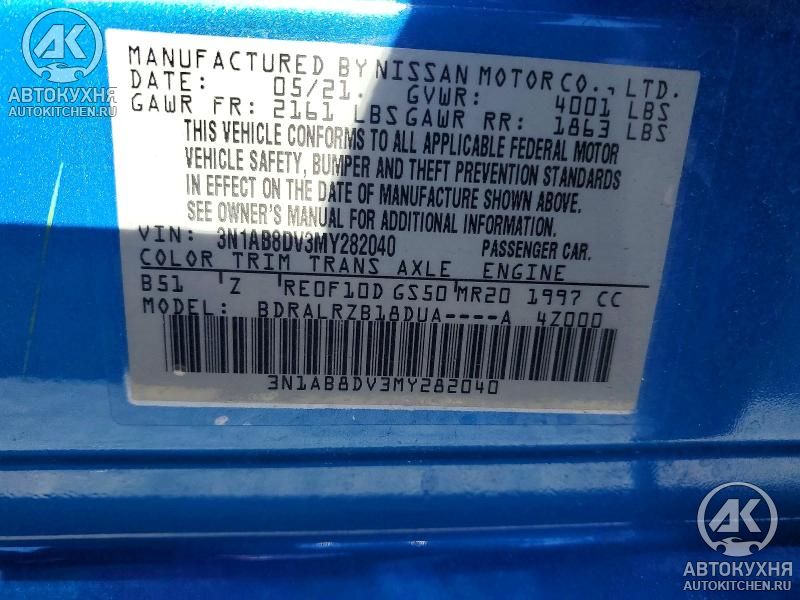 АК
АВТОКУХНЯ
AUTOKITCHEN.RU
MANUFACTURED BY NISSAN MOTOR CO., LTD.
DATE: 05/21. GVWR: 4001 LBS
GAWR FR: 2161 LBS GAWR RR: 1863 LBS
THIS VEHICLE CONFORMS TO ALL APPLICABLE FEDERAL MOTOR
VEHICLE SAFETY, BUMPER AND THEFT PREVENTION STANDARDS
IN EFFECT ON THE DATE OF MANUFACTURE SHOWN ABOVE.
SEE OWNER'S MANUAL FOR ADDITIONAL INFORMATION.
VIN: 3N1AB8DV3MY282040 PASSENGER CAR.
COLOR TRIM TRANS AXLE ENGINE
B51 Z RE0F10D GS50 MR20 1997 CC
MODEL: BDRALRZB18DUA----A 4Z000
3N1AB8DV3MY282040
АК
АВТОКУХНЯ
AUTOKITCHEN.RU